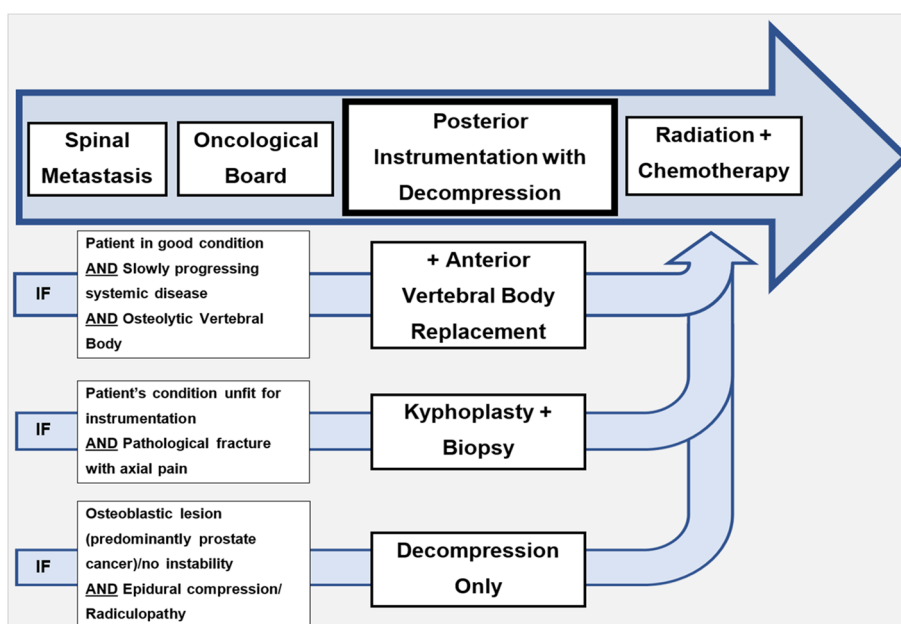 Spinal
Metastasis
Oncological
Board
Posterior
Instrumentation with
Decompression
Radiation +
Chemotherapy
IF
Patient in good condition
AND Slowly progressing
systemic disease
AND Osteolytic Vertebral
Body
+ Anterior
Vertebral Body
Replacement
IF
Patient's condition unfit for
instrumentation
AND Pathological fracture
with axial pain
Kyphoplasty +
Biopsy
IF
Osteoblastic lesion
(predominantly prostate
cancer)/no instability
AND Epidural compression/
Radiculopathy
Decompression
Only